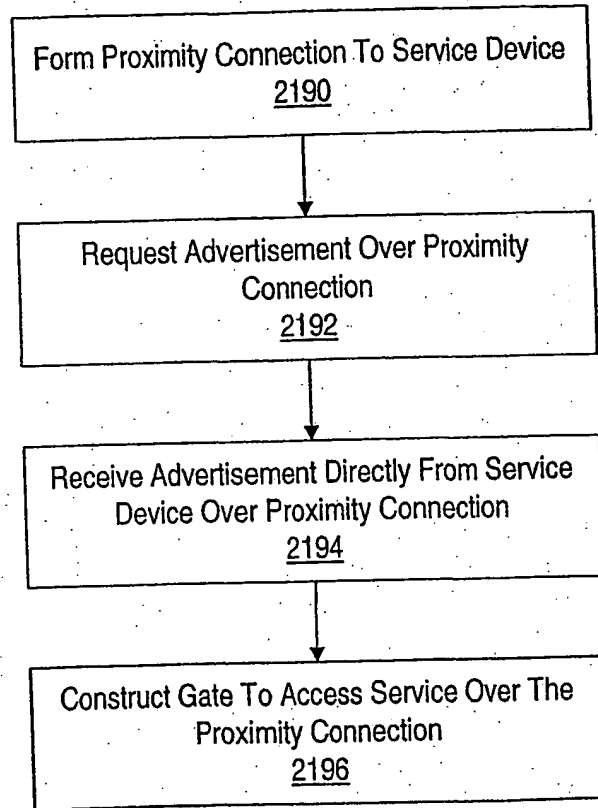 Form Proximity Connection To Service Device
2190
Request Advertisement Over Proximity
Connection
2192
Receive Advertisement Directly From Service
Device Over Proximity Connection
2194
Construct Gate To Access Service Over The
Proximity Connection
2196